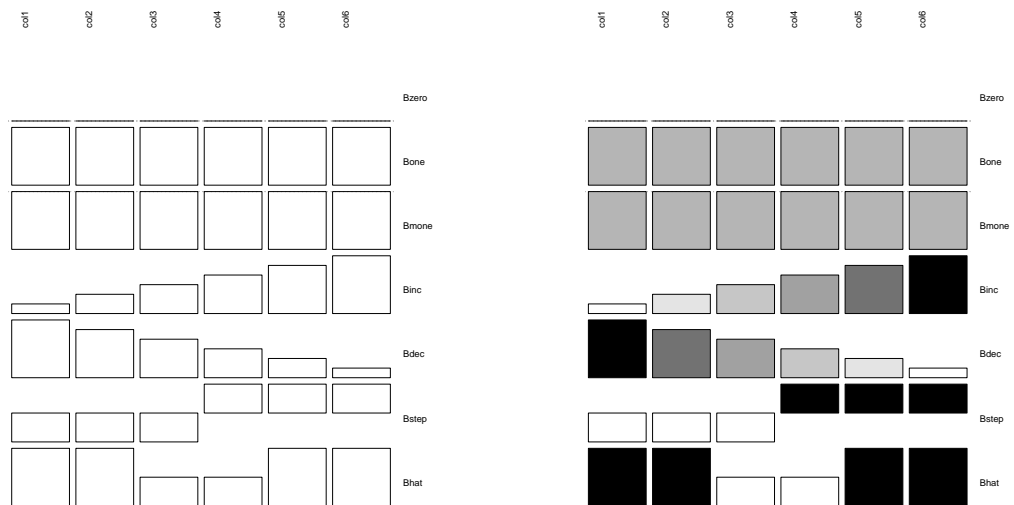 col1 col2 col3 col4 col5 col6 col1 col2 col3 col4 col5 col6
Bzero Bzero
Bone Bone
Bmone Bmone
Binc Binc
Bdec Bdec
Bstep Bstep
Bhat Bhat